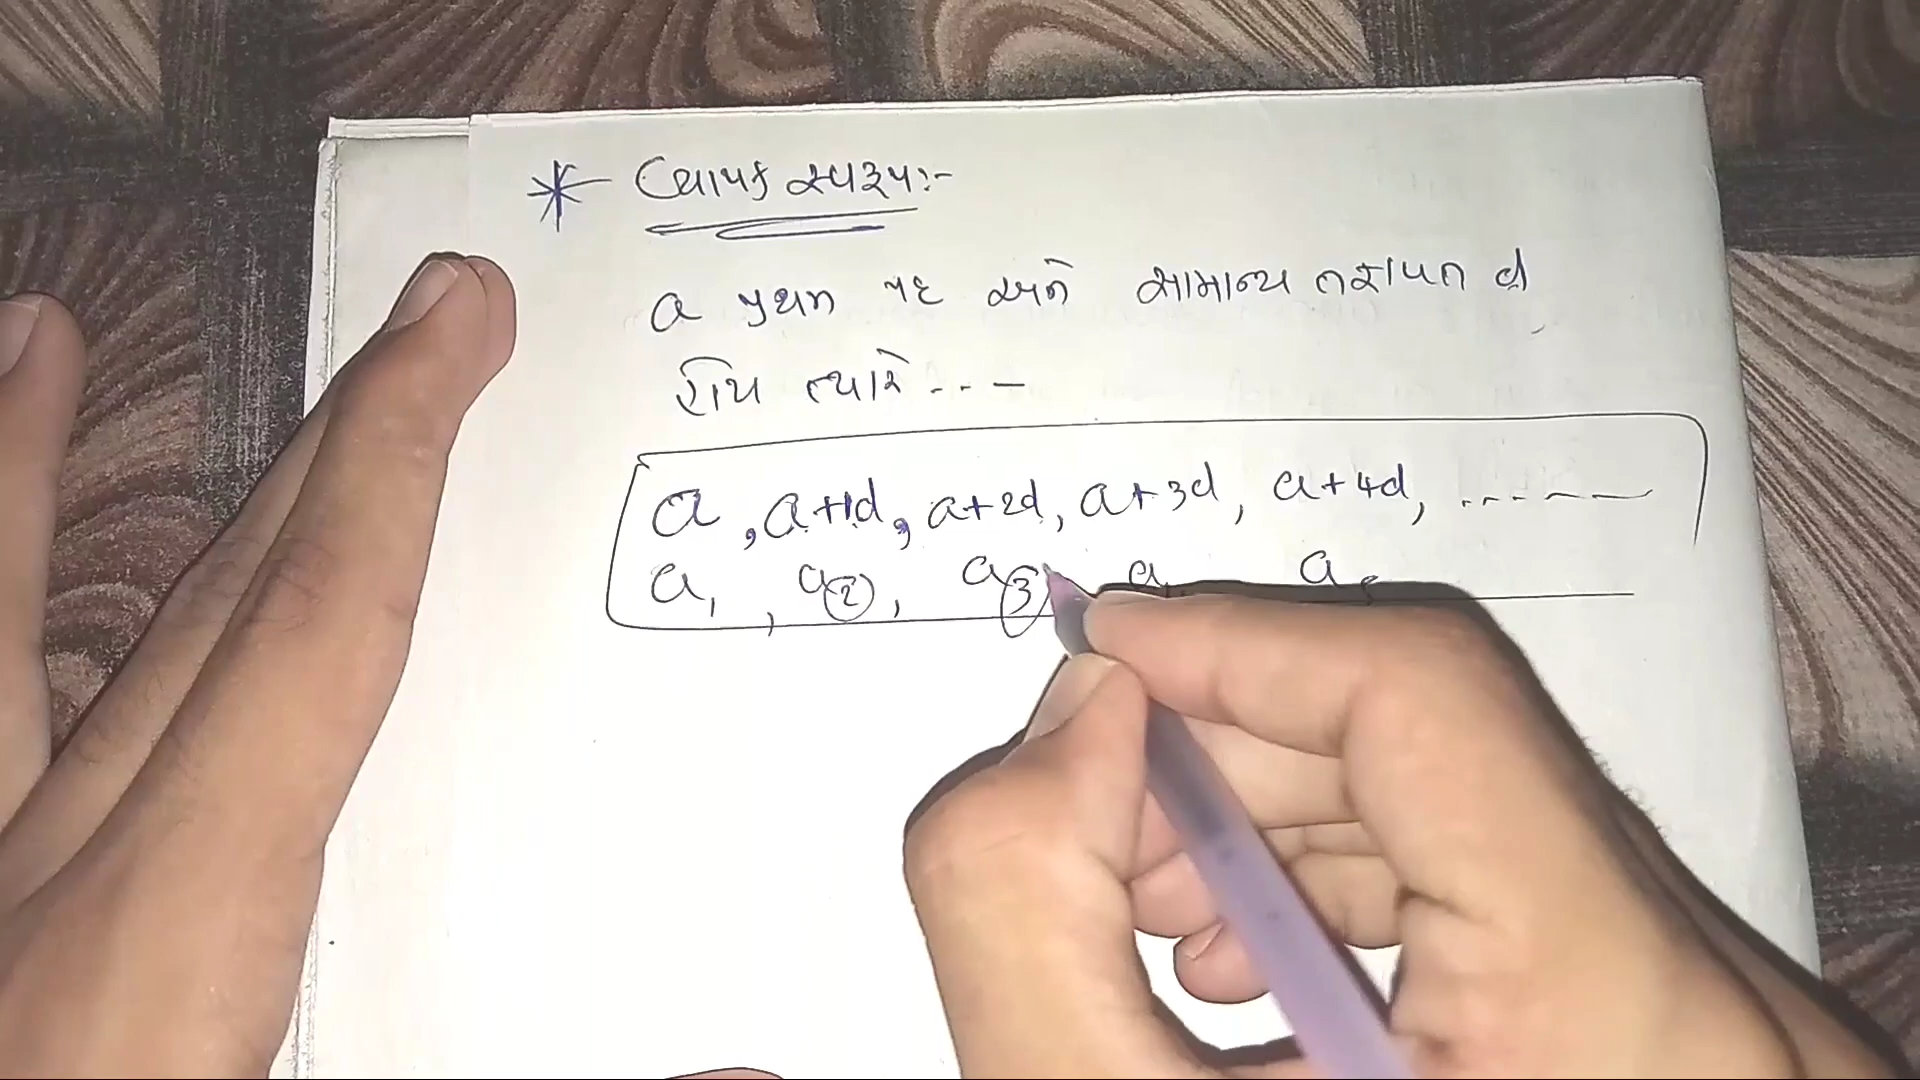 * વ્યાપક સ્વરૂપ:-
a પ્રથમ પદ અને સામાન્ય તફાવત d
હોય ત્યારે ---
a, a+1d, a+2d, a+3d, a+4d, ------
a1, a2, a3 a a